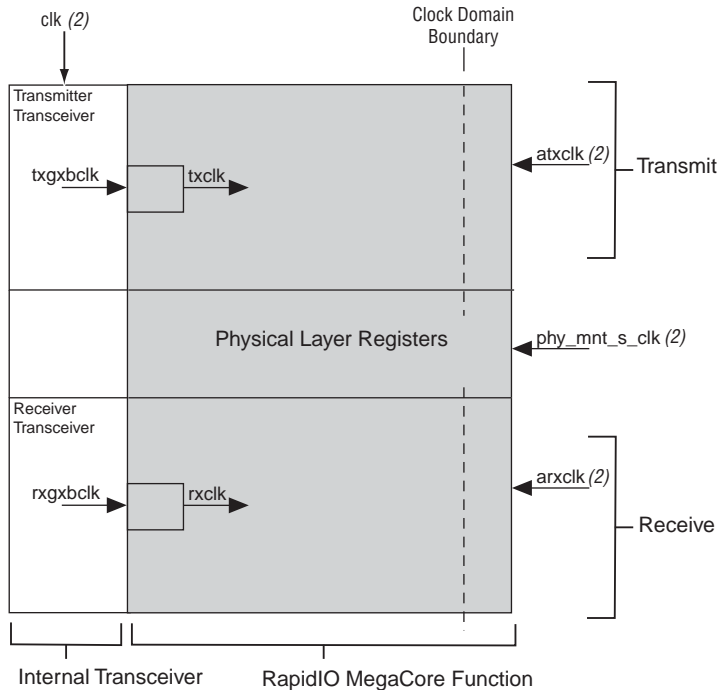 clk (2)
Clock Domain
Boundary
Transmitter
Transceiver
txgxbclk
txclk
atxclk (2)
Transmit
Physical Layer Registers
phy_mnt_s_clk (2)
Receiver
Transceiver
rxgxbclk
rxclk
arxclk (2)
Receive
Internal Transceiver
RapidIO MegaCore Function